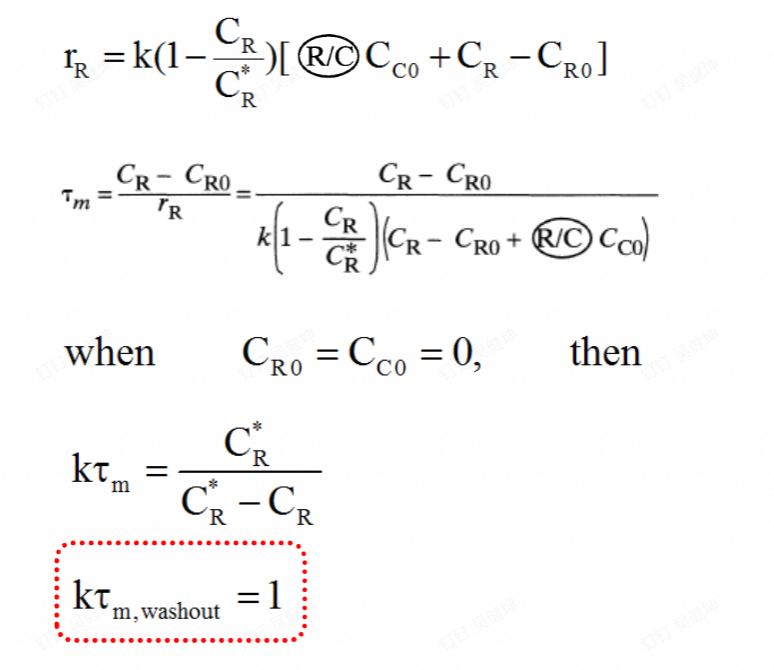 r_R = k(1 - C_R / C_R^*)[ (R/C) C_C0 + C_R - C_R0 ]
τ_m = (C_R - C_R0) / r_R = (C_R - C_R0) / (k(1 - C_R / C_R^*)(C_R - C_R0 + (R/C) C_C0))
when C_R0 = C_C0 = 0, then
kτ_m = C_R^* / (C_R^* - C_R)
kτ_m,washout = 1